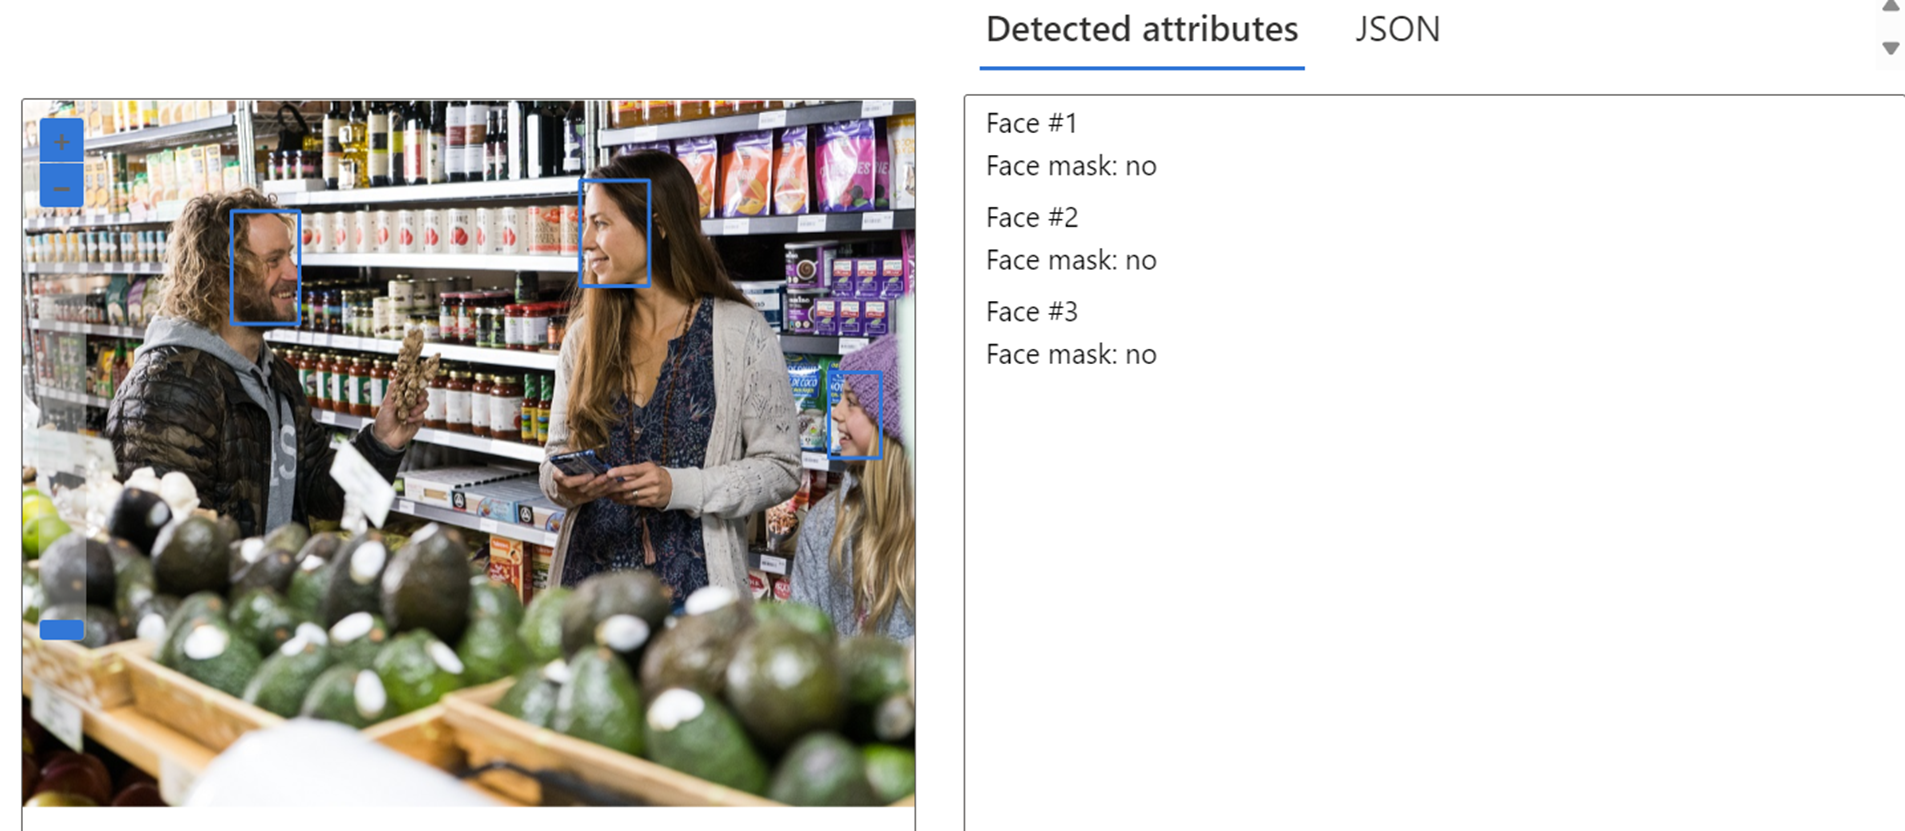 Detected attributes
JSON
Face #1
Face mask: no
Face #2
Face mask: no
Face #3
Face mask: no